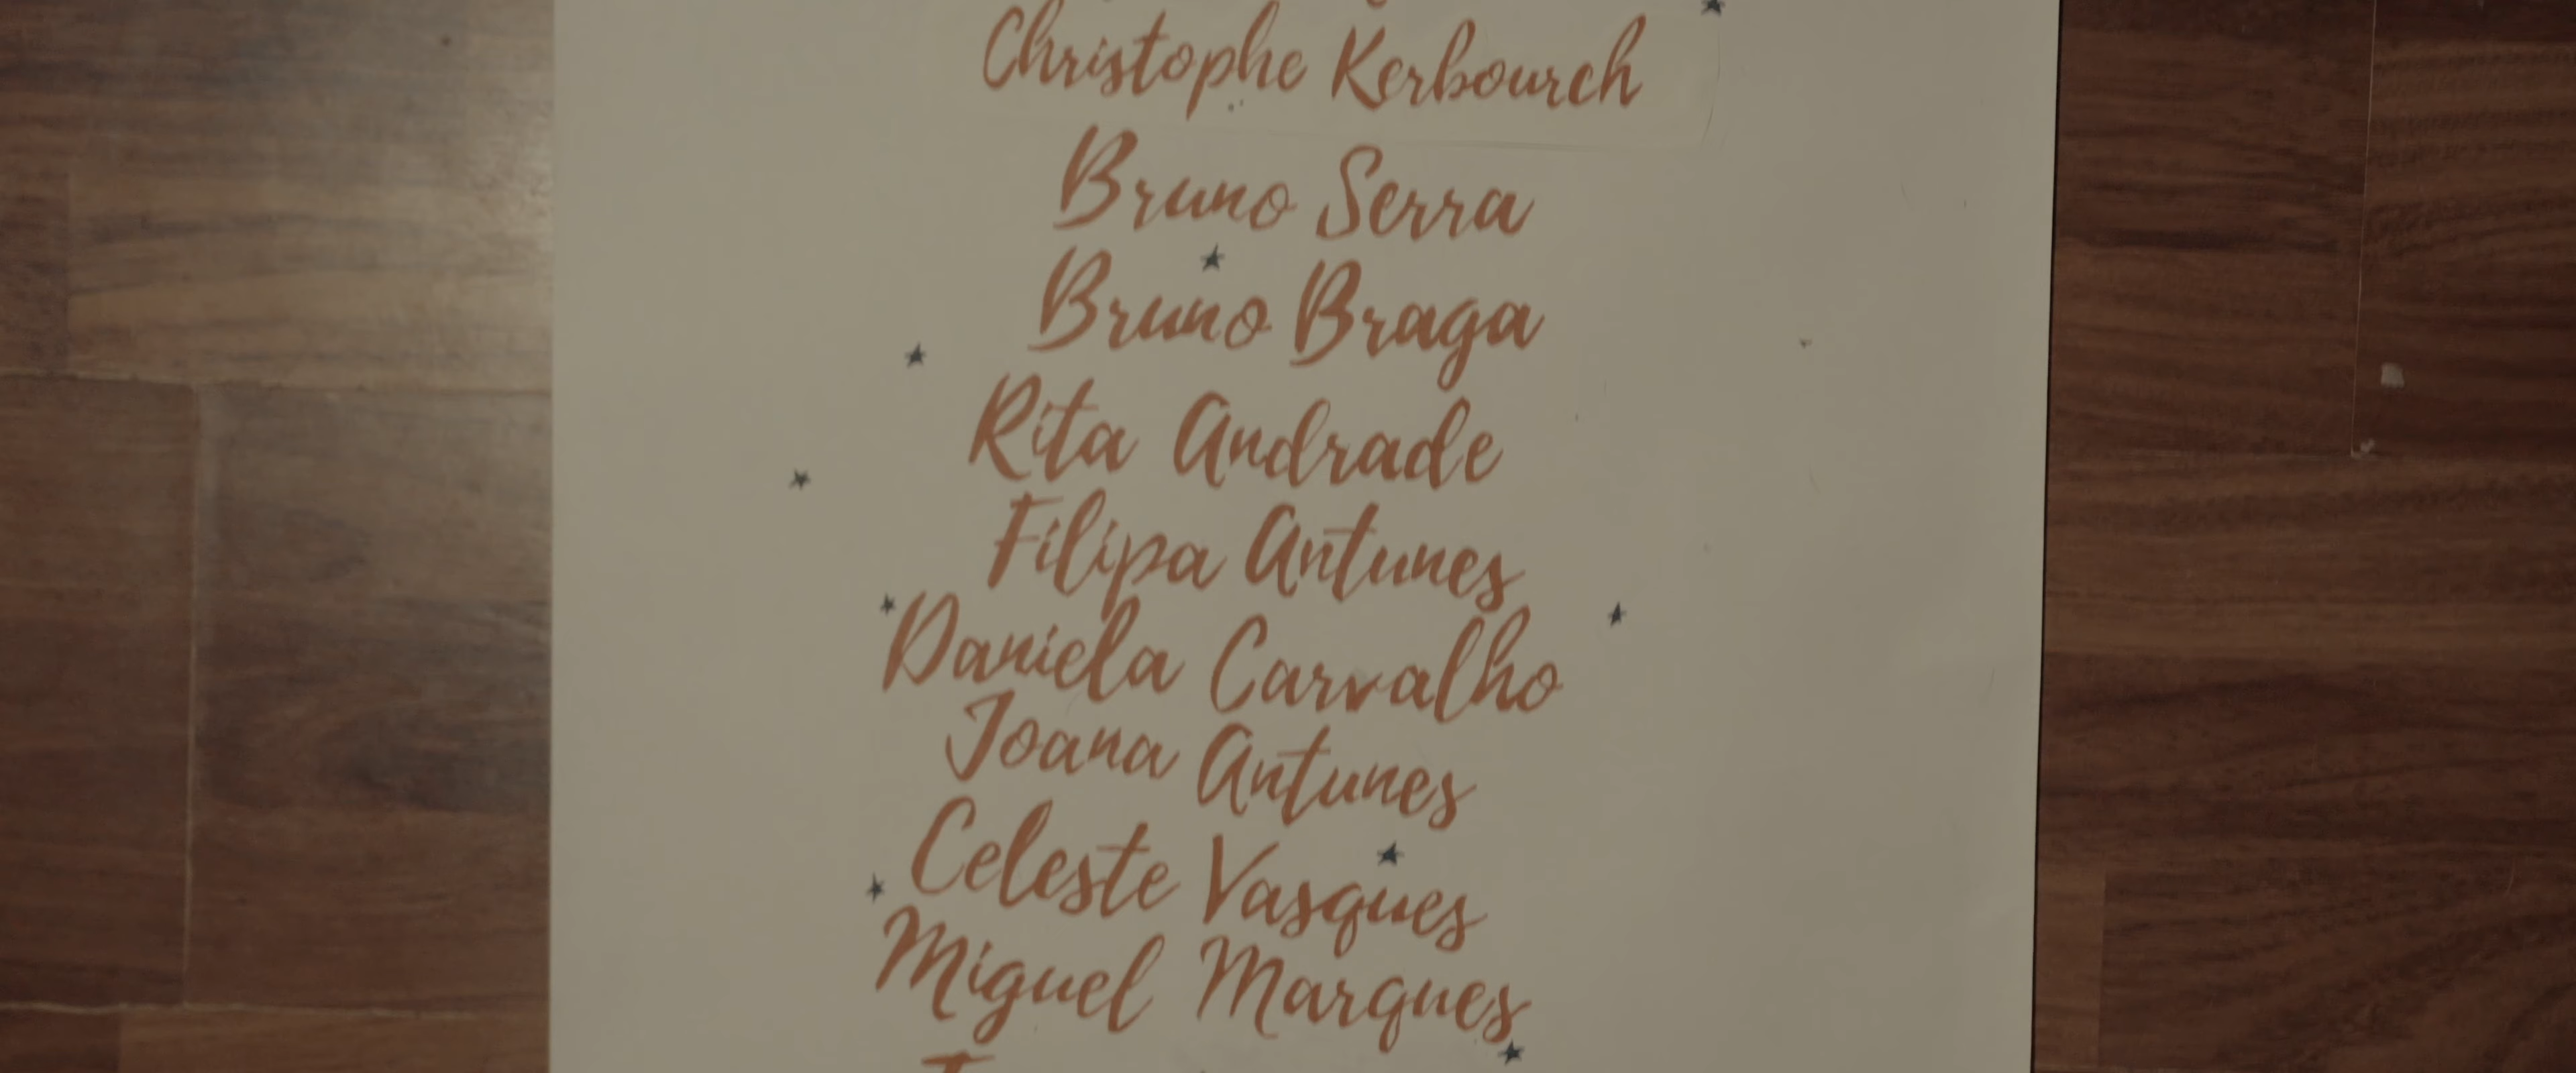 Christophe Kerbourch
Bruno Serra
Bruno Braga
Rita Andrade
Filipa Antunes
Daniela Carvalho
Joana Antunes
Celeste Vasques
Miguel Marques